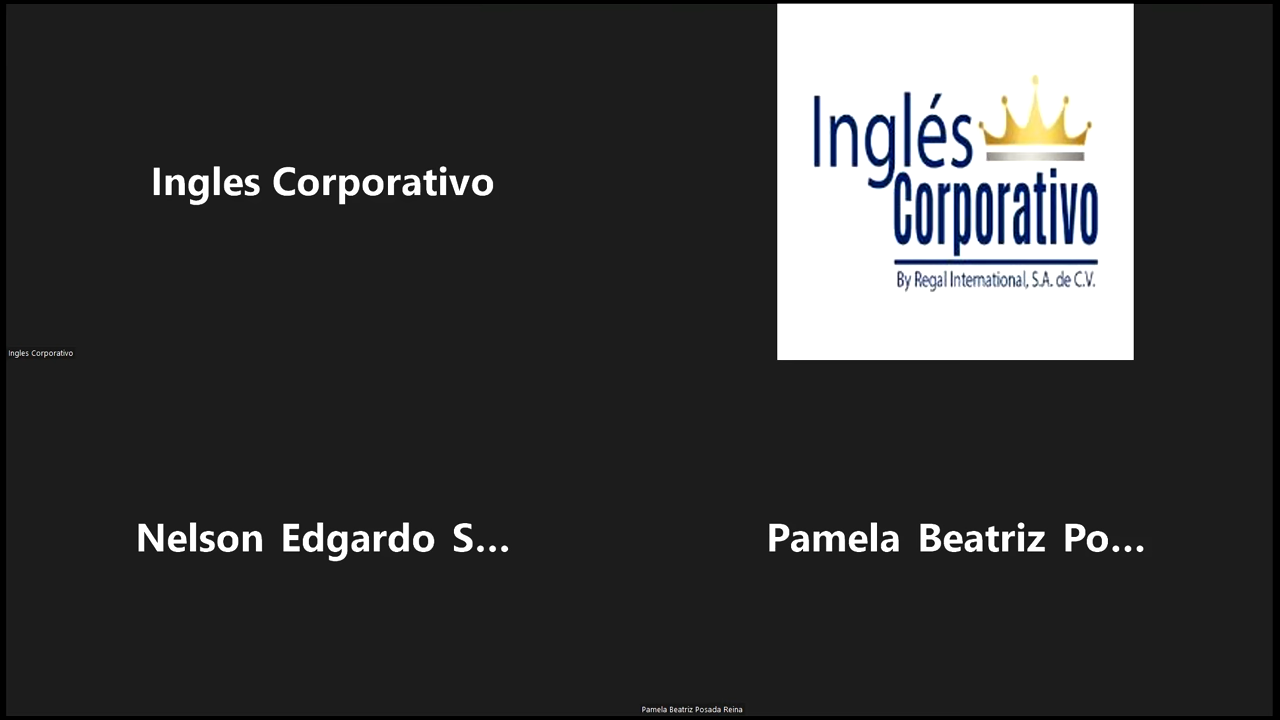 Ingles Corporativo
Inglés
Corporativo
By Regal International, S.A. de C.V.
Ingles Corporativo
Nelson Edgardo S...
Pamela Beatriz Po...
Pamela Beatriz Posada Reina